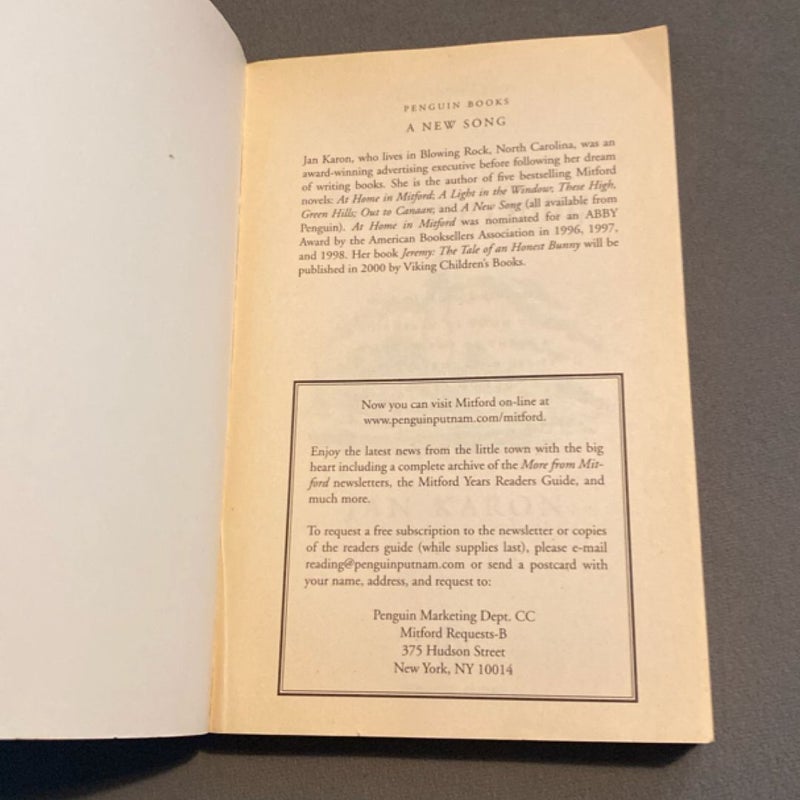 PENGUIN BOOKS
A NEW SONG
Jan Karon, who lives in Blowing Rock, North Carolina, was an
award-winning advertising executive before following her dream
of writing books. She is the author of five bestselling Mitford
novels: At Home in Mitford; A Light in the Window; These High,
Green Hills; Out to Canaan; and A New Song (all available from
Penguin). At Home in Mitford was nominated for an ABBY
Award by the American Booksellers Association in 1996, 1997,
and 1998. Her book Jeremy: The Tale of an Honest Bunny will be
published in 2000 by Viking Children's Books.
Now you can visit Mitford on-line at
www.penguinputnam.com/mitford.
Enjoy the latest news from the little town with the big
heart including a complete archive of the More from Mit-
ford newsletters, the Mitford Years Readers Guide, and
much more.
To request a free subscription to the newsletter or copies
of the readers guide (while supplies last), please e-mail
reading@penguinputnam.com or send a postcard with
your name, address, and request to:
Penguin Marketing Dept. CC
Mitford Requests-B
375 Hudson Street
New York, NY 10014